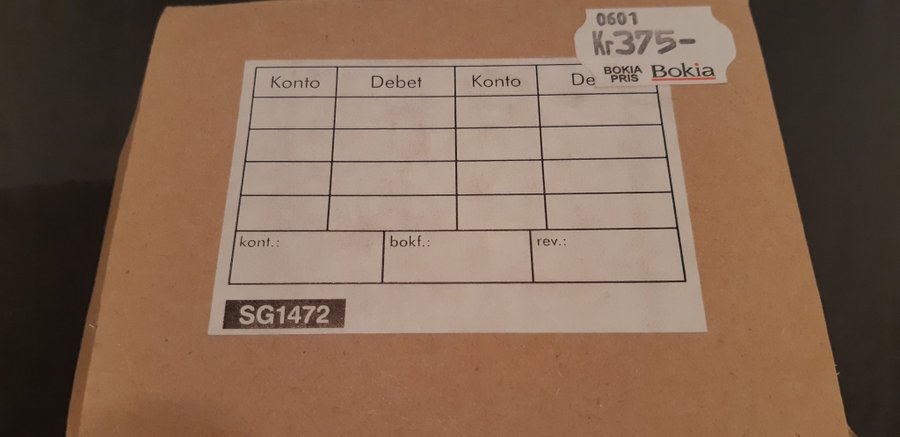 0601
Kr375-
BOKIA PRIS Bokia
Konto Debet Konto De
kont.: bokf.: rev.:
SG1472